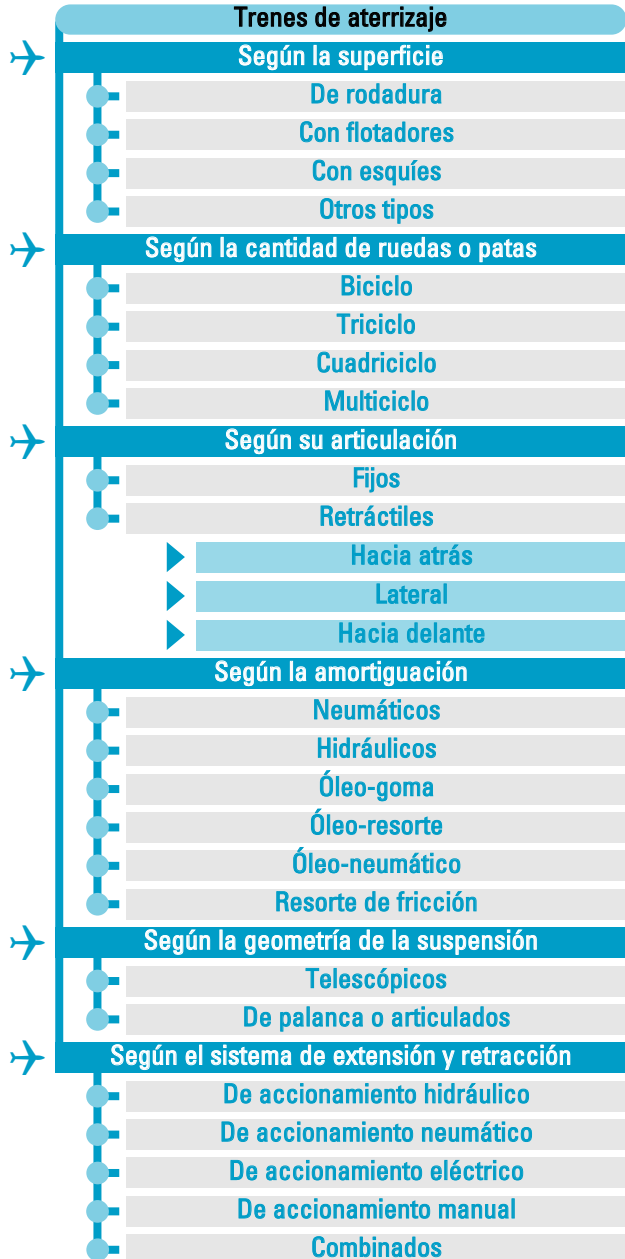 Trenes de aterrizaje
Según la superficie
De rodadura
Con flotadores
Con esquíes
Otros tipos
Según la cantidad de ruedas o patas
Biciclo
Triciclo
Cuadriciclo
Multiciclo
Según su articulación
Fijos
Retráctiles
Hacia atrás
Lateral
Hacia delante
Según la amortiguación
Neumáticos
Hidráulicos
Óleo-goma
Óleo-resorte
Óleo-neumático
Resorte de fricción
Según la geometría de la suspensión
Telescópicos
De palanca o articulados
Según el sistema de extensión y retracción
De accionamiento hidráulico
De accionamiento neumático
De accionamiento eléctrico
De accionamiento manual
Combinados